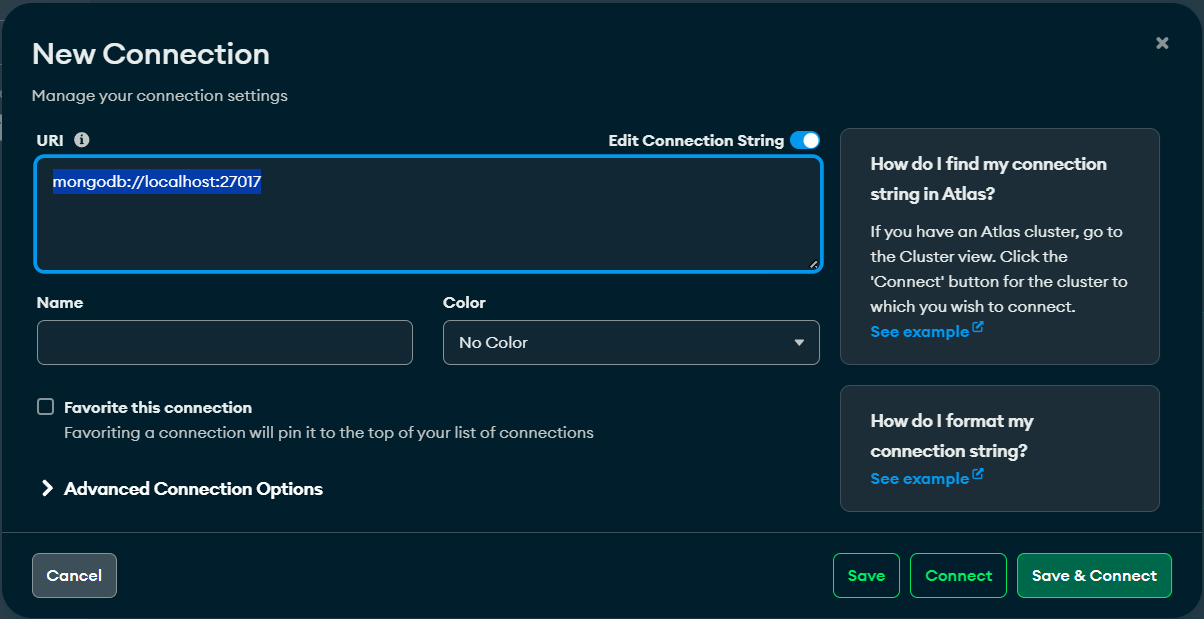 New Connection
Manage your connection settings
URI
Edit Connection String
mongodb://localhost:27017
Name
Color
No Color
Favorite this connection
Favoriting a connection will pin it to the top of your list of connections
Advanced Connection Options
How do I find my connection
string in Atlas?
If you have an Atlas cluster, go to
the Cluster view. Click the
'Connect' button for the cluster to
which you wish to connect.
See example
How do I format my
connection string?
See example
Cancel
Save
Connect
Save & Connect